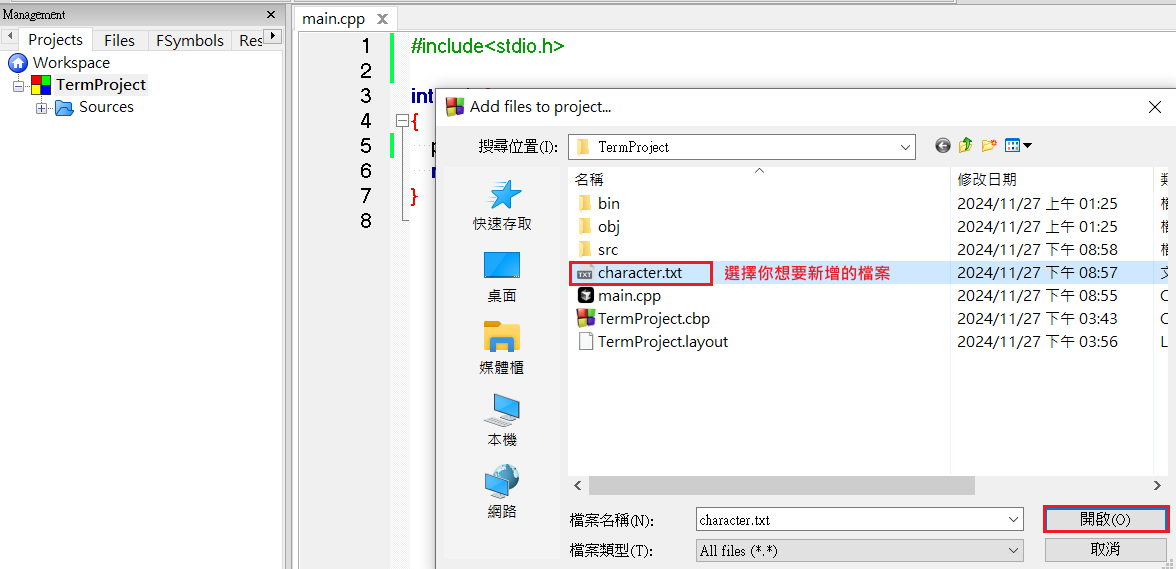 Management
Projects Files FSymbols Res
Workspace
TermProject
Sources
main.cpp
1 #include<stdio.h>
2
3 int
4 {
5 p
6
7 }
8
Add files to project...
搜尋位置(I): TermProject
快速存取
桌面
媒體櫃
本機
網路
名稱 修改日期
bin 2024/11/27 上午 01:25
obj 2024/11/27 上午 01:25
src 2024/11/27 下午 08:58
TXT character.txt 選擇你想要新增的檔案 2024/11/27 下午 08:57
main.cpp 2024/11/27 下午 08:55
TermProject.cbp 2024/11/27 下午 03:43
TermProject.layout 2024/11/27 下午 03:56
檔案名稱(N): character.txt 開啟(O)
檔案類型(T): All files (*.*) 取消